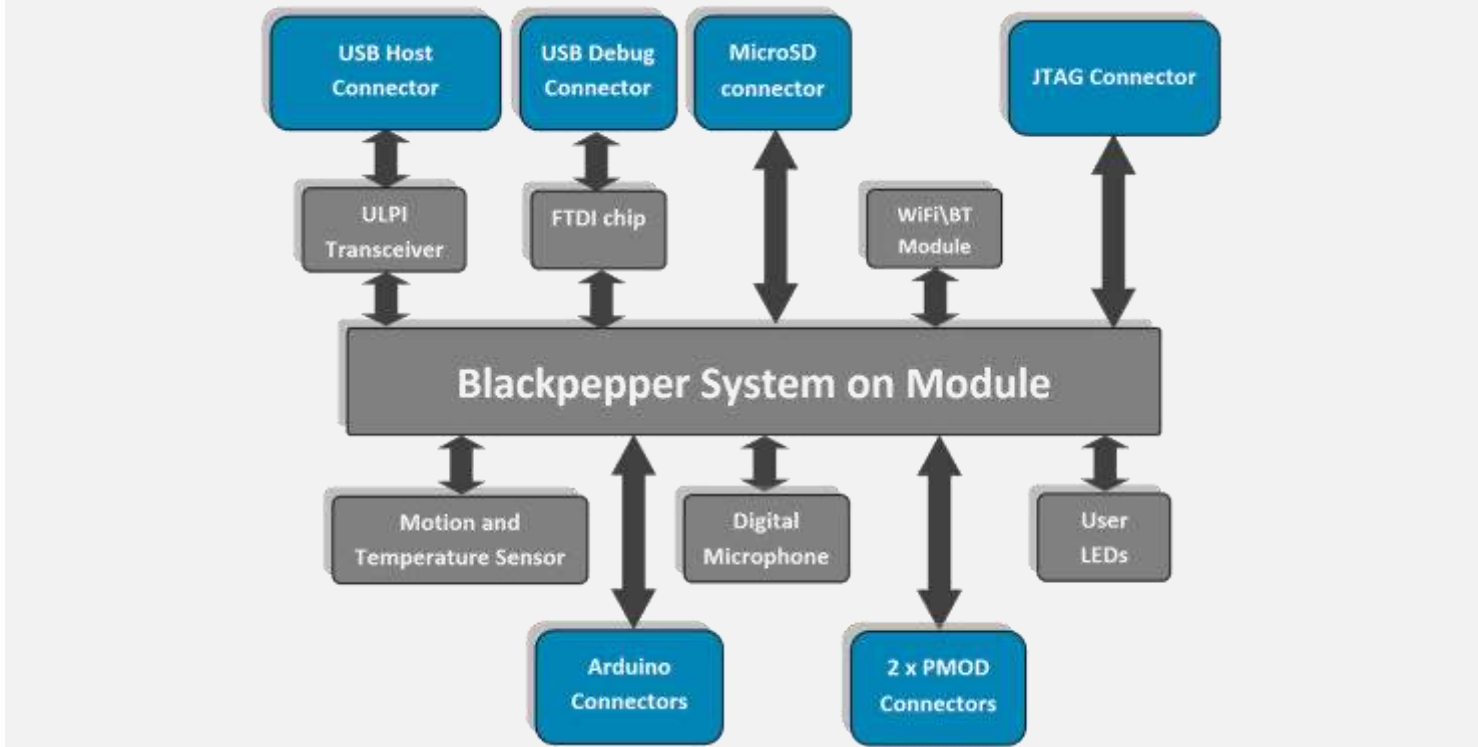 USB Host
Connector
USB Debug
Connector
MicroSD
connector
JTAG Connector
ULPI
Transceiver
FTDI chip
WiFi\BT
Module
Blackpepper System on Module
Motion and
Temperature Sensor
Digital
Microphone
User
LEDs
Arduino
Connectors
2 x PMOD
Connectors